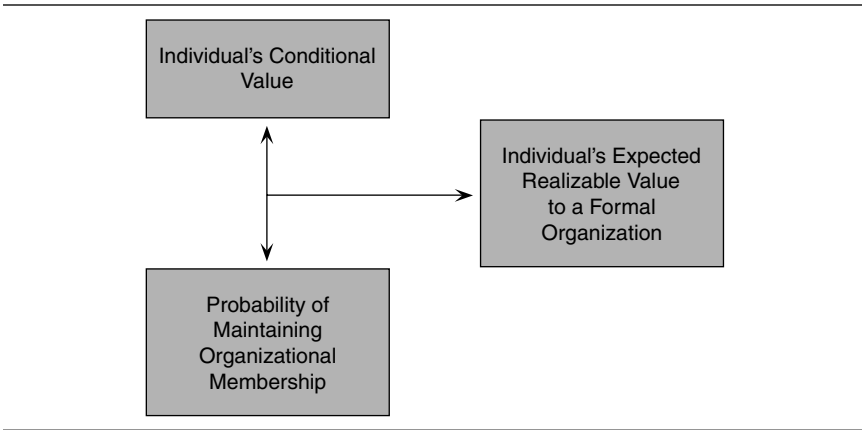 Individual’s Conditional
Value
Individual’s Expected
Realizable Value
to a Formal
Organization
Probability of
Maintaining
Organizational
Membership